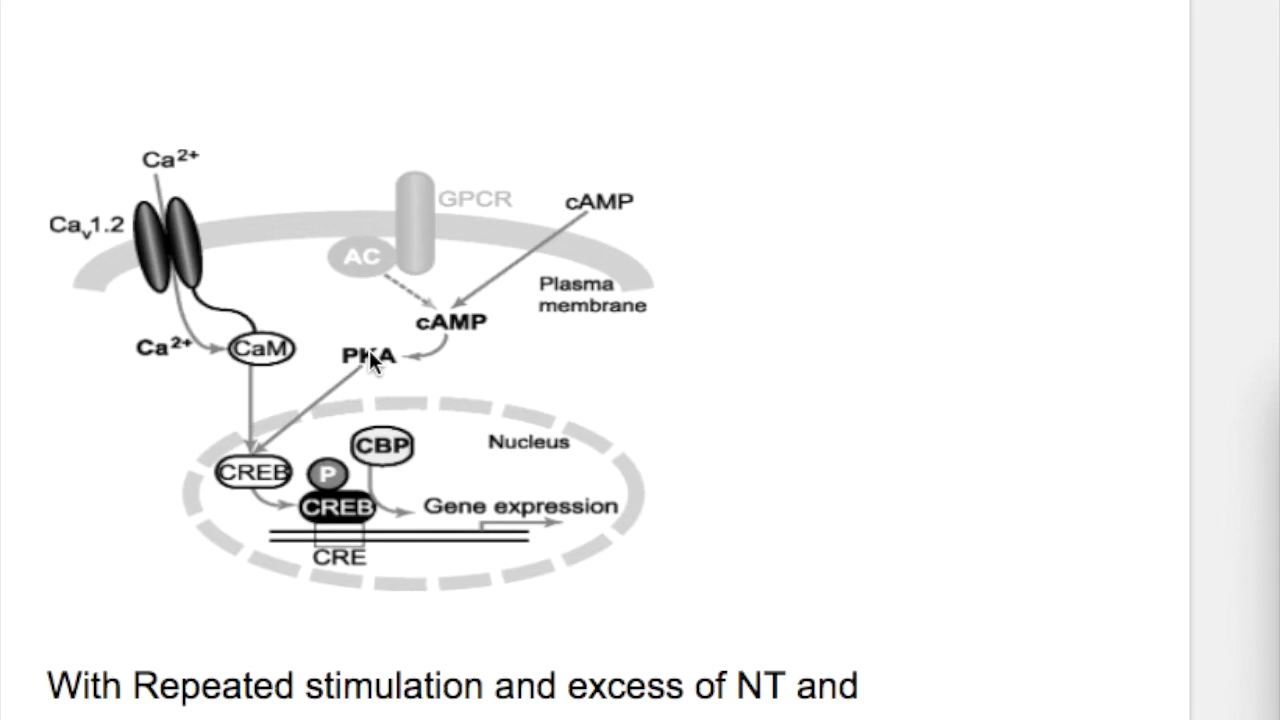 Ca2+
Cav1.2
GPCR
cAMP
AC
Plasma
membrane
cAMP
Ca2+
CaM
PKA
CBP
Nucleus
CREB
P
CREB
Gene expression
CRE
With Repeated stimulation and excess of NT and